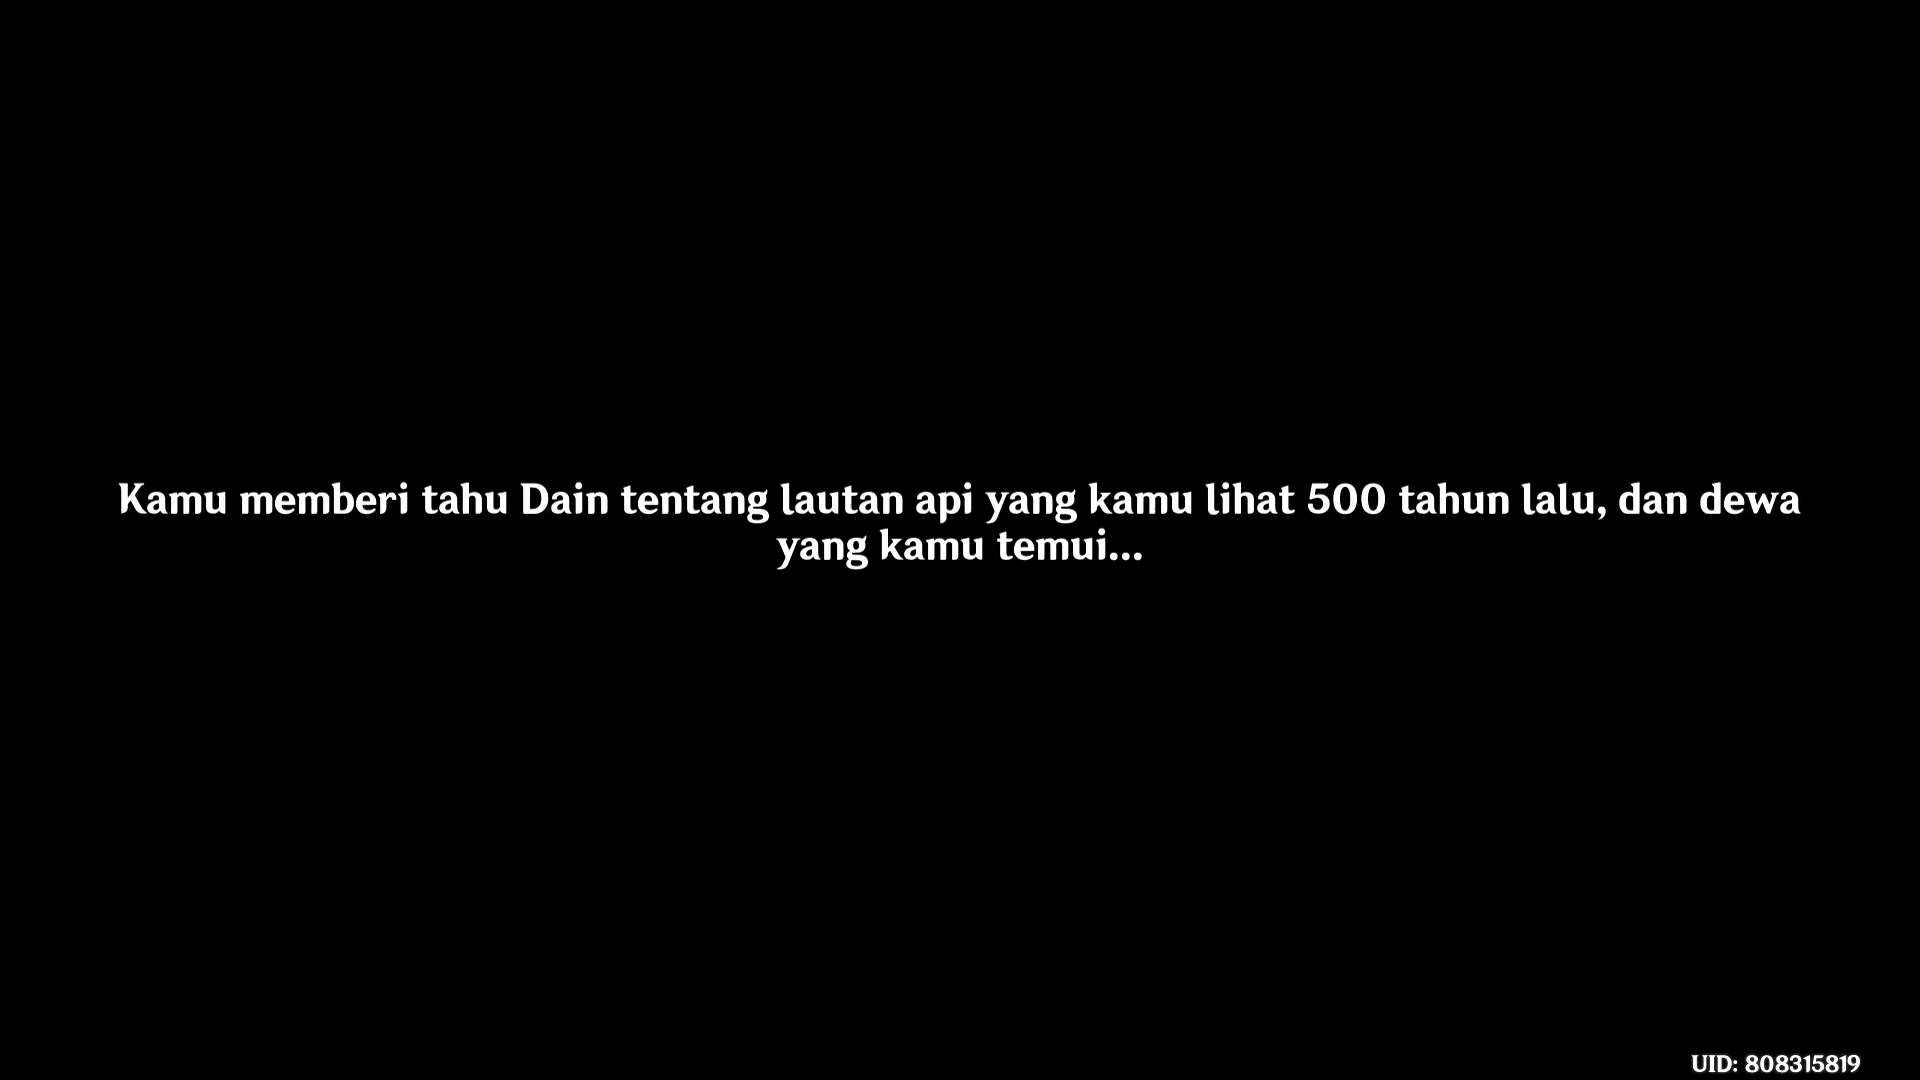 Kamu memberi tahu Dain tentang lautan api yang kamu lihat 500 tahun lalu, dan dewa
yang kamu temui...
UID: 808315819